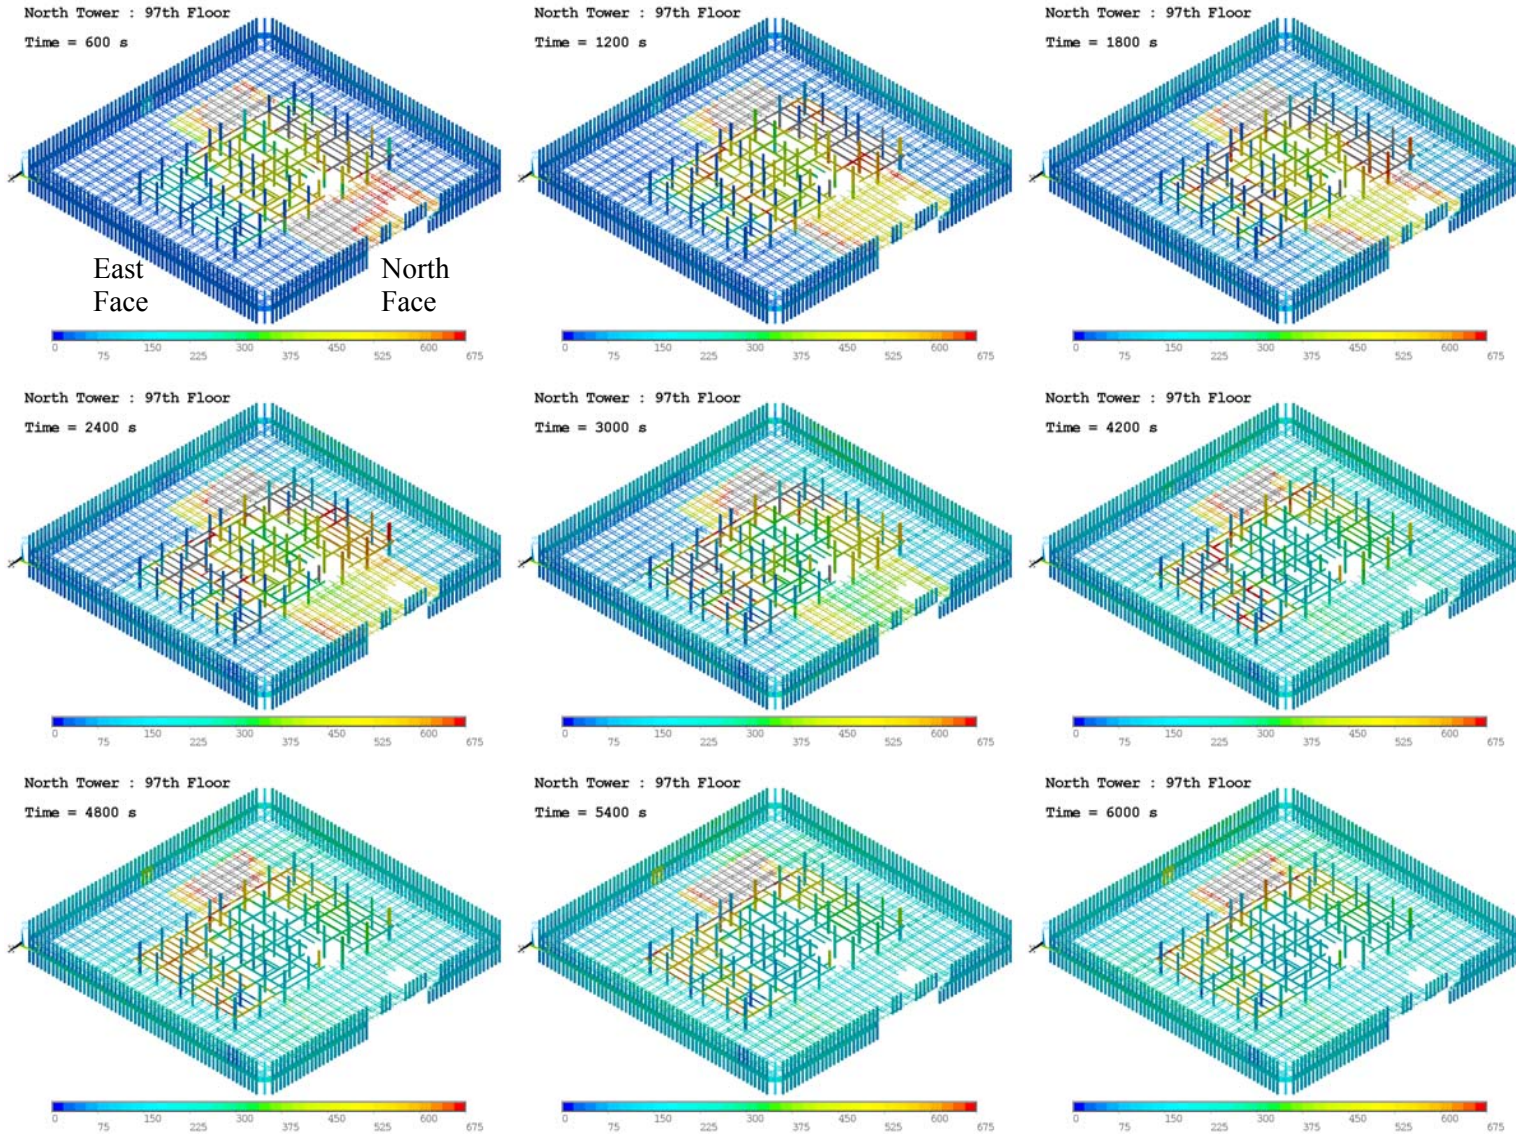 North Tower : 97th Floor
Time = 600 s
East
Face
North
Face
0 150 300 450 600
75 225 375 525 675
North Tower : 97th Floor
Time = 1200 s
0 150 300 450 600
75 225 375 525 675
North Tower : 97th Floor
Time = 1800 s
0 150 300 450 600
75 225 375 525 675
North Tower : 97th Floor
Time = 2400 s
0 150 300 450 600
75 225 375 525 675
North Tower : 97th Floor
Time = 3000 s
0 150 300 450 600
75 225 375 525 675
North Tower : 97th Floor
Time = 4200 s
0 150 300 450 600
75 225 375 525 675
North Tower : 97th Floor
Time = 4800 s
0 150 300 450 600
75 225 375 525 675
North Tower : 97th Floor
Time = 5400 s
0 150 300 450 600
75 225 375 525 675
North Tower : 97th Floor
Time = 6000 s
0 150 300 450 600
75 225 375 525 675